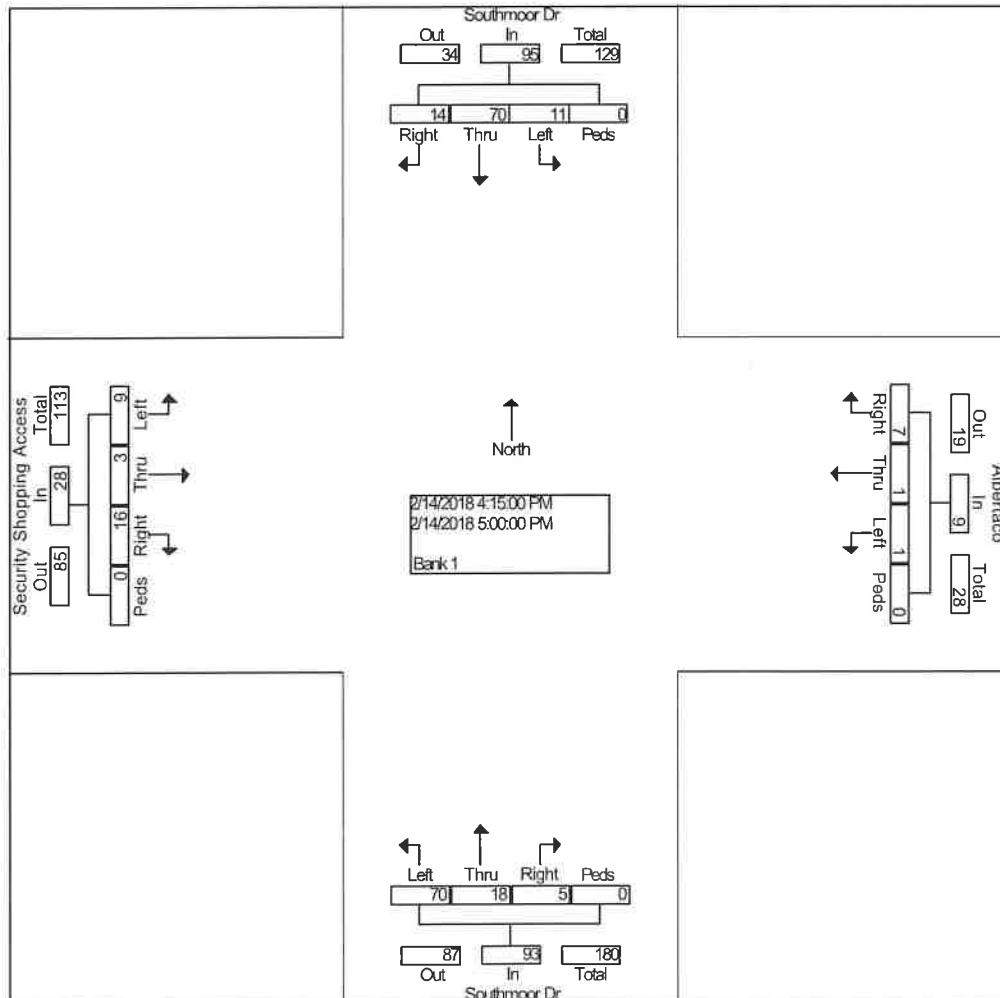 Southmoor Dr
Out In Total
34 95 129
14 70 11 0
Right Thru Left Peds
Security Shopping Access
Total In Out
113 28 85
9 3 16 0
Left Thru Right Peds
North
2/14/2018 4:15:00 PM
2/14/2018 5:00:00 PM
Bank 1
Right Thru Left Peds
7 1 1 0
Out In Total
19 9 28
Albertaco
Left Thru Right Peds
70 18 5 0
87 93 180
Out In Total
Southmoor Dr